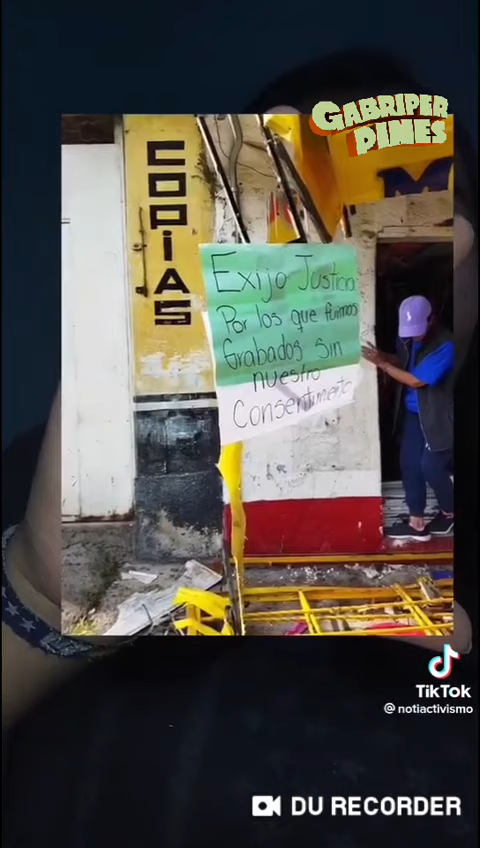 GABRIPER
PINES
COPIAS
M
Exijo Justicia
Por los que fuimos
Grabados Sin
nuestro
Consentimiento
TikTok
@notiactivismo
DU RECORDER